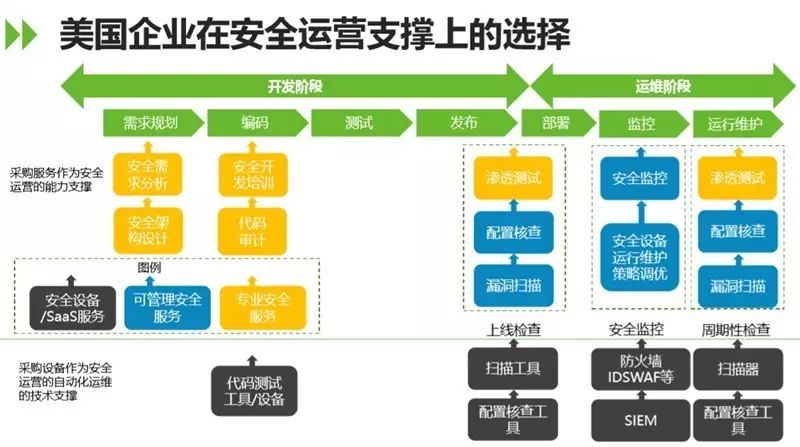 美国企业在安全运营支撑上的选择
开发阶段
运维阶段
需求规划
编码
测试
发布
部署
监控
运行维护
采购服务作为安全
运营的能力支撑
安全需
求分析
安全架
构设计
安全开
发培训
代码
审计
渗透测试
配置核查
漏洞扫描
安全监控
安全设备
运行维护
策略调优
渗透测试
配置核查
漏洞扫描
图例
安全设备
/SaaS服务
可管理安全
服务
专业安全
服务
上线检查
安全监控
周期性检查
采购设备作为安全
运营的自动化运维
的技术支撑
代码测试
工具/设备
扫描工具
配置核查工
具
防火墙
IDSWAF等
SIEM
扫描器
配置核查工
具